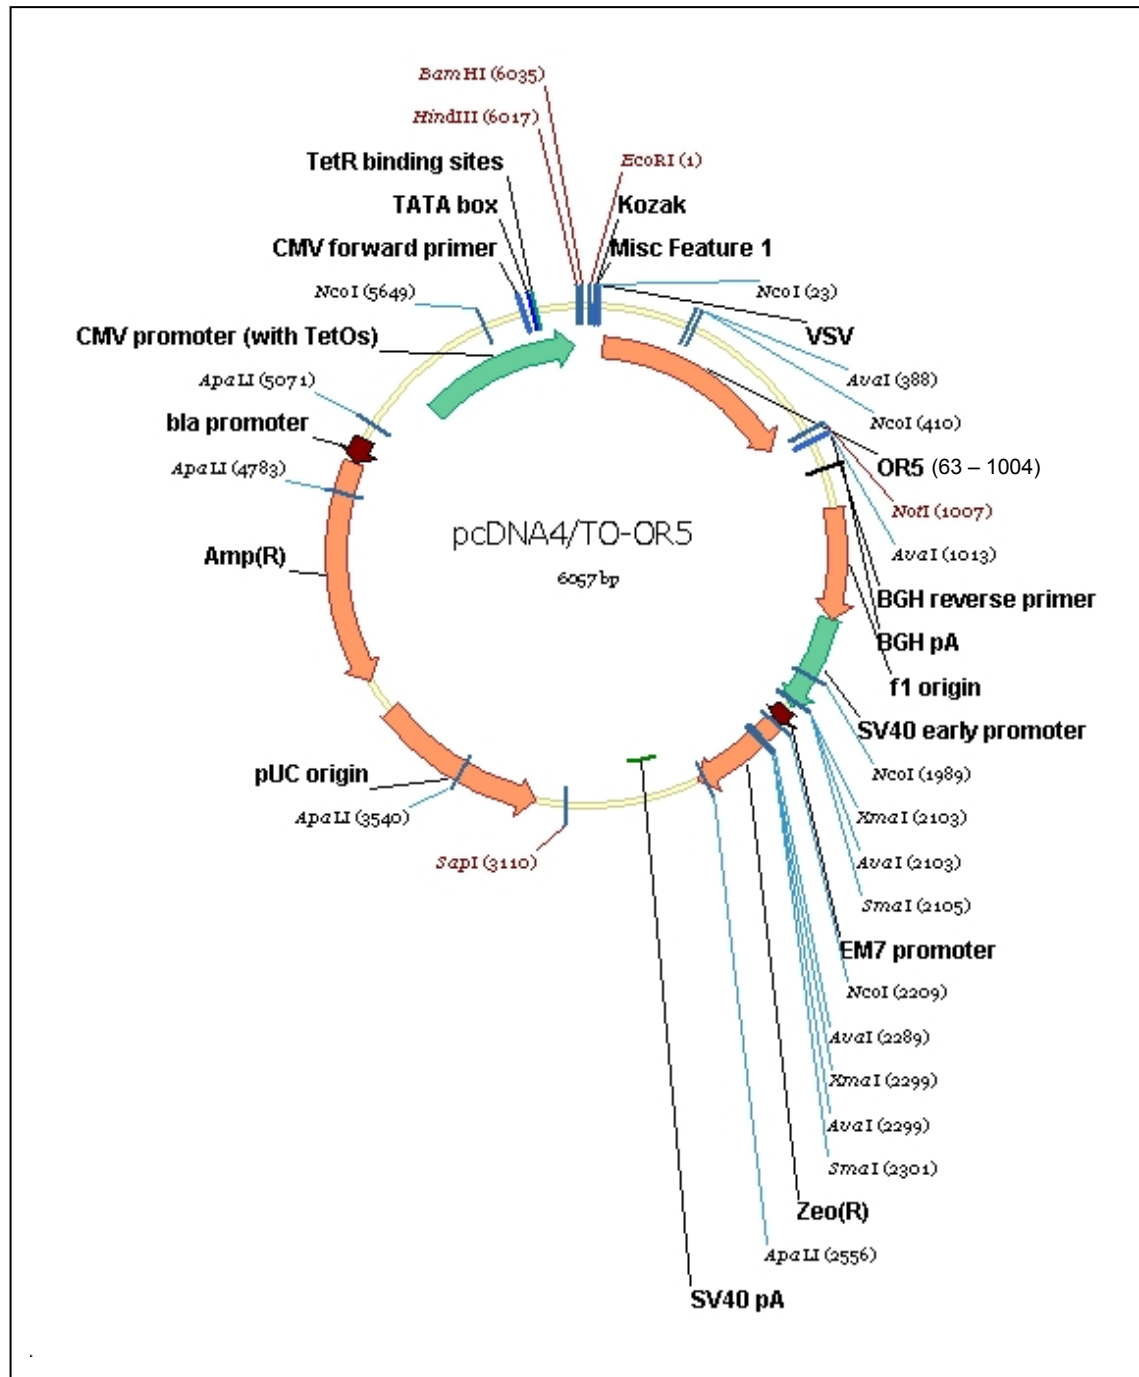 BamHI (6035)
HindIII (6017)
TetR binding sites
EcoRI (1)
TATA box
Kozak
CMV forward primer
Misc Feature 1
NcoI (5649)
NcoI (23)
CMV promoter (with TetOs)
VSV
ApaLI (5071)
AvaI (388)
bla promoter
NcoI (410)
ApaLI (4783)
OR5 (63 – 1004)
NotI (1007)
pcDNA4/TO-OR5
Amp(R)
AvaI (1013)
6057 bp
BGH reverse primer
BGH pA
f1 origin
SV40 early promoter
pUC origin
NcoI (1989)
ApaLI (3540)
XmaI (2103)
SapI (3110)
AvaI (2103)
SmaI (2105)
EM7 promoter
NcoI (2209)
AvaI (2289)
XmaI (2299)
AvaI (2299)
SmaI (2301)
Zeo(R)
ApaLI (2556)
SV40 pA